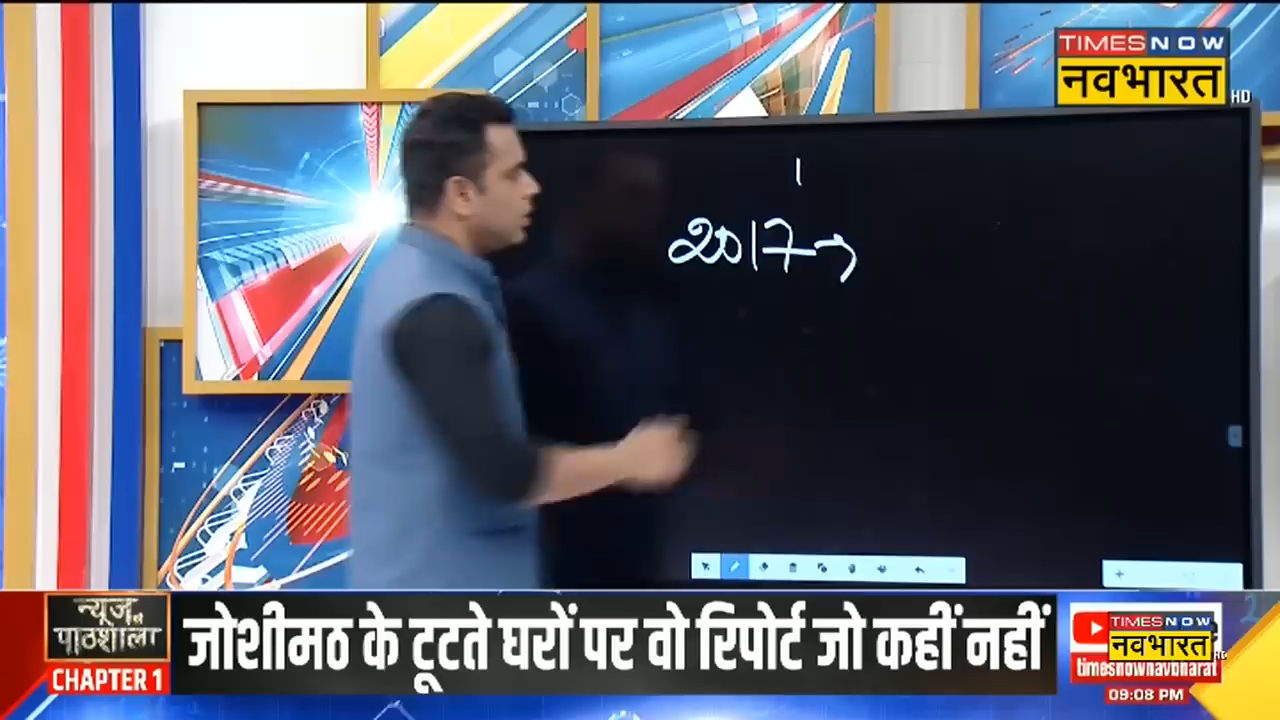 TIMES NOW
नवभारत
HD
1
2017→
न्यूज़ की
पाठशाला
CHAPTER 1
जोशीमठ के टूटते घरों पर वो रिपोर्ट जो कहीं नहीं
TIMES NOW
नवभारत
timesnownavbharat
09:08 PM